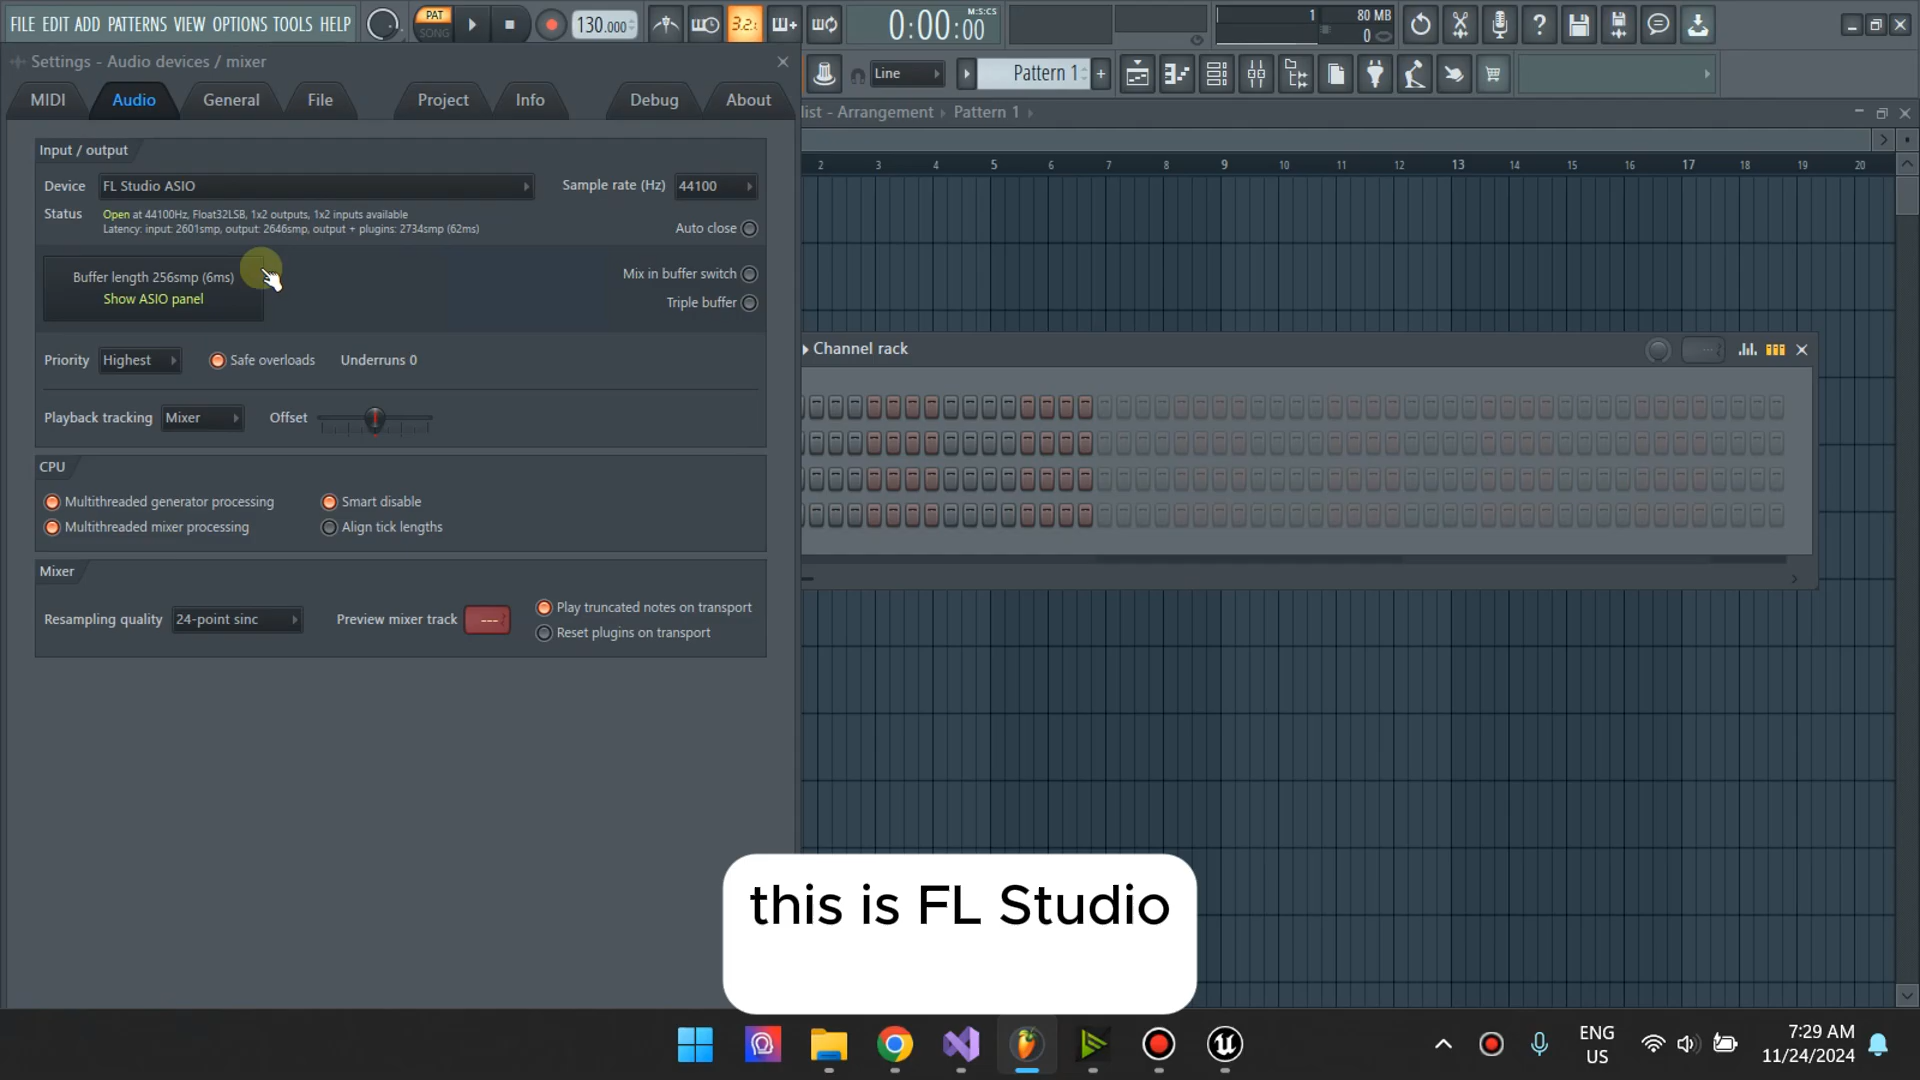 FILE EDIT ADD PATTERNS VIEW OPTIONS TOOLS HELP
PAT
SONG
130.000
3.2.
0:00:00
M:S:CS
1
80 MB
0
Settings - Audio devices / mixer
Line
Pattern 1
+
MIDI
Audio
General
File
Project
Info
Debug
About
list - Arrangement
Pattern 1
2 3 4 5 6 7 8 9 10 11 12 13 14 15 16 17 18 19 20
Input / output
Device
FL Studio ASIO
Sample rate (Hz)
44100
Status
Open at 44100Hz, Float32LSB, 1x2 outputs, 1x2 inputs available
Latency: input: 2601smp, output: 2646smp, output + plugins: 2734smp (62ms)
Auto close
Buffer length 256smp (6ms)
Show ASIO panel
Mix in buffer switch
Triple buffer
Priority
Highest
Safe overloads
Underruns 0
Channel rack
Playback tracking
Mixer
Offset
CPU
Multithreaded generator processing
Smart disable
Multithreaded mixer processing
Align tick lengths
Mixer
Resampling quality
24-point sinc
Preview mixer track
---
Play truncated notes on transport
Reset plugins on transport
this is FL Studio
ENG
US
7:29 AM
11/24/2024